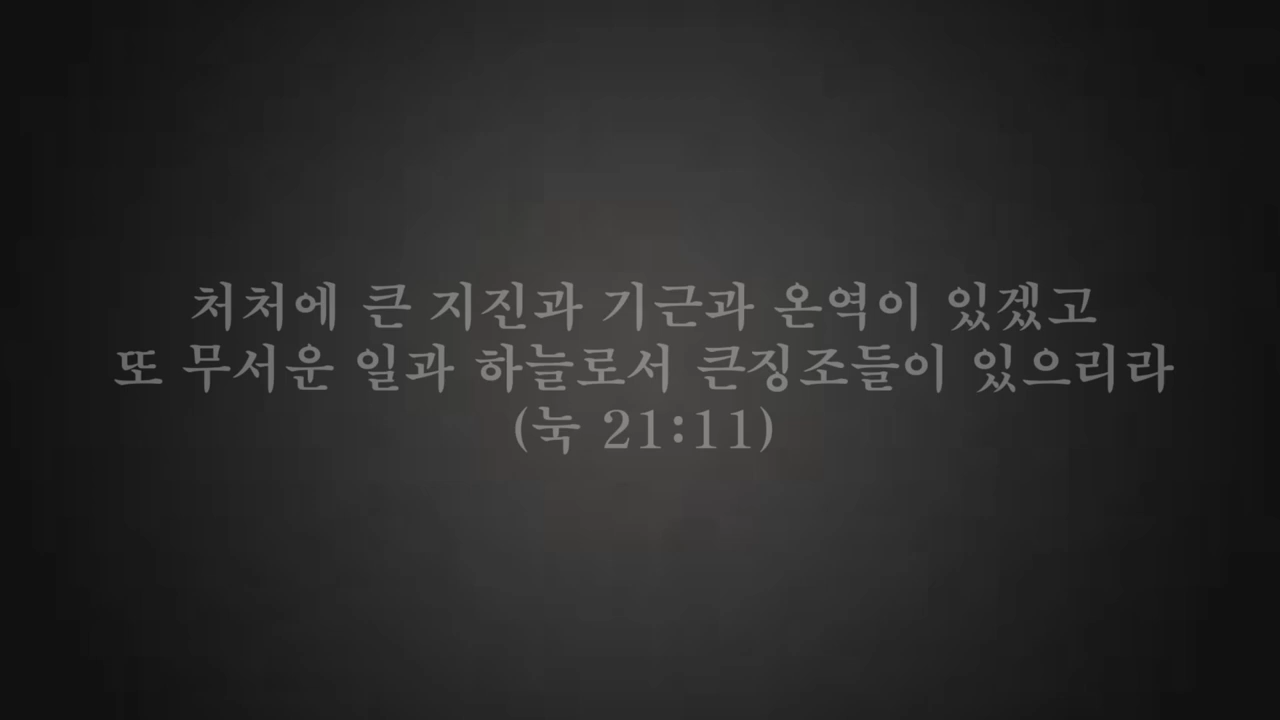 처처에 큰 지진과 기근과 온역이 있겠고
또 무서운 일과 하늘로서 큰징조들이 있으리라
(눅 21:11)